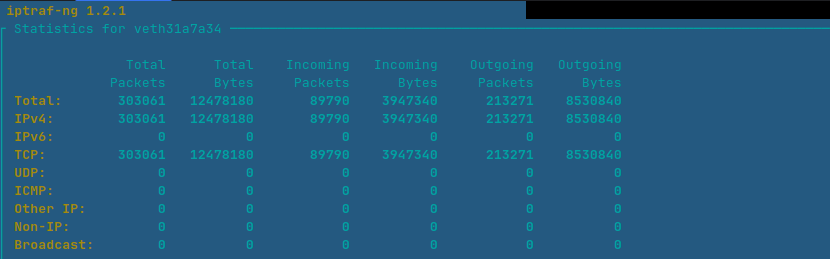 iptraf-ng 1.2.1
Statistics for veth31a7a34
Total Total Incoming Incoming Outgoing Outgoing
Packets Bytes Packets Bytes Packets Bytes
Total: 303061 12478180 89790 3947340 213271 8530840
IPv4: 303061 12478180 89790 3947340 213271 8530840
IPv6: 0 0 0 0 0 0
TCP: 303061 12478180 89790 3947340 213271 8530840
UDP: 0 0 0 0 0 0
ICMP: 0 0 0 0 0 0
Other IP: 0 0 0 0 0 0
Non-IP: 0 0 0 0 0 0
Broadcast: 0 0 0 0 0 0